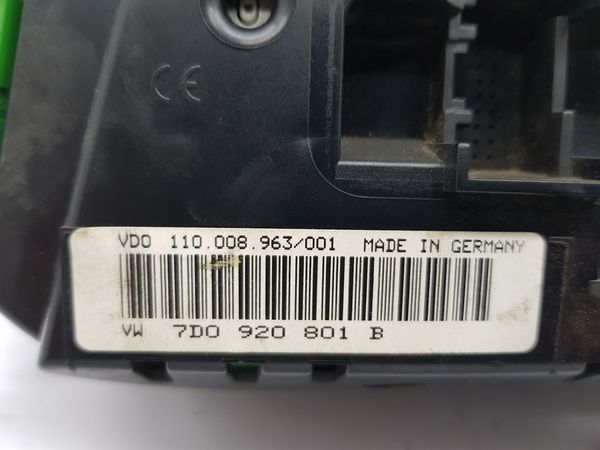 CE
VDO 110.008.963/001 MADE IN GERMANY
VW 7D0 920 801 B